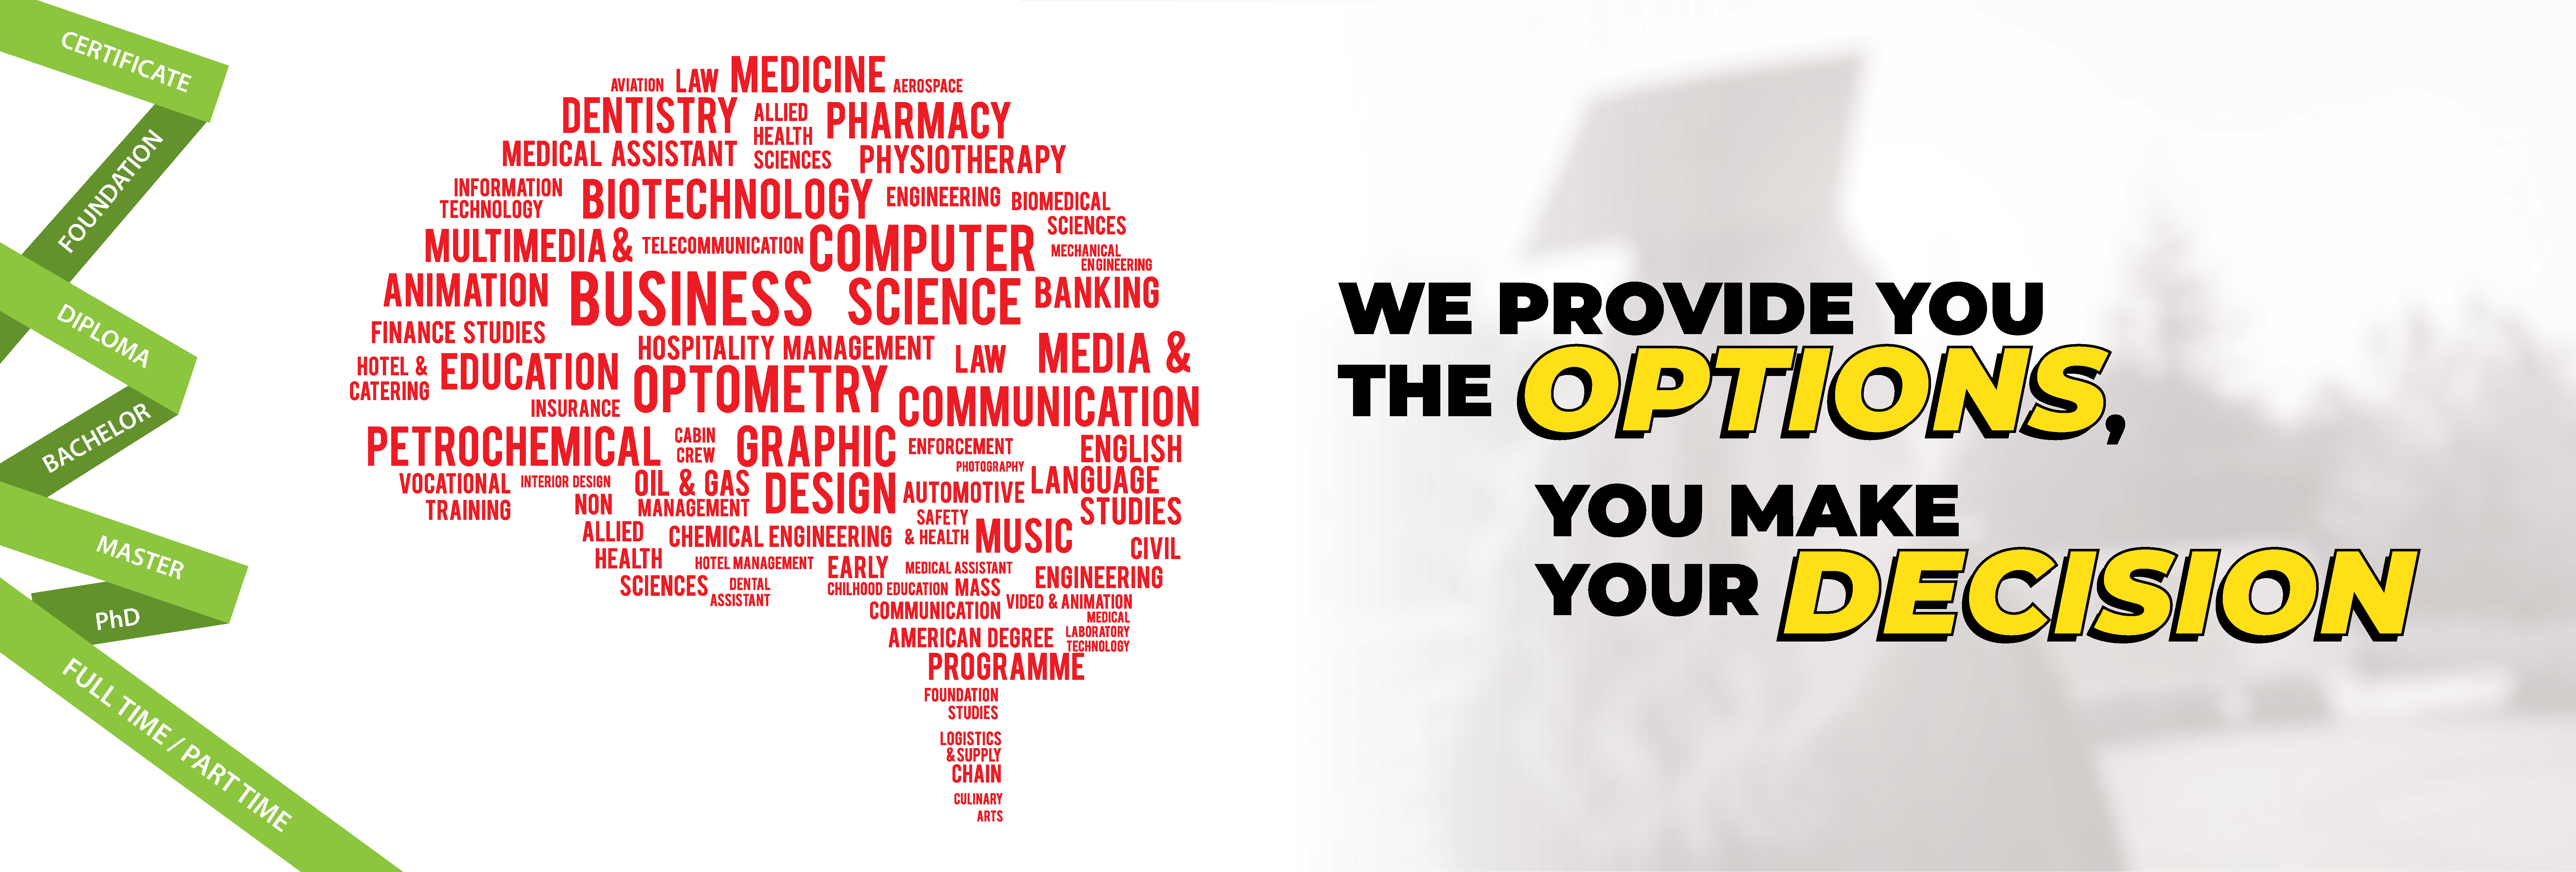 CERTIFICATE
FOUNDATION
DIPLOMA
BACHELOR
MASTER
PhD
FULL TIME / PART TIME
AVIATION LAW MEDICINE AEROSPACE
DENTISTRY
ALLIED
HEALTH
SCIENCES
PHARMACY
MEDICAL ASSISTANT
PHYSIOTHERAPY
INFORMATION
TECHNOLOGY
BIOTECHNOLOGY
ENGINEERING
BIOMEDICAL
SCIENCES
MULTIMEDIA &
ANIMATION
TELECOMMUNICATION
COMPUTER
SCIENCE
MECHANICAL
ENGINEERING
BUSINESS
BANKING
FINANCE STUDIES
HOSPITALITY MANAGEMENT
LAW
MEDIA &
COMMUNICATION
HOTEL &
CATERING
EDUCATION
OPTOMETRY
INSURANCE
PETROCHEMICAL
CABIN
CREW
GRAPHIC
DESIGN
ENFORCEMENT
PHOTOGRAPHY
ENGLISH
LANGUAGE
STUDIES
VOCATIONAL
TRAINING
INTERIOR DESIGN
OIL & GAS
MANAGEMENT
AUTOMOTIVE
NON
ALLIED
HEALTH
SCIENCES
SAFETY
& HEALTH
MUSIC
CHEMICAL ENGINEERING
CIVIL
ENGINEERING
HOTEL MANAGEMENT
EARLY
CHILHOOD EDUCATION
MEDICAL ASSISTANT
DENTAL
ASSISTANT
MASS
COMMUNICATION
VIDEO & ANIMATION
MEDICAL
LABORATORY
TECHNOLOGY
AMERICAN DEGREE
PROGRAMME
FOUNDATION
STUDIES
LOGISTICS
& SUPPLY
CHAIN
CULINARY
ARTS
WE PROVIDE YOU
THE OPTIONS,
YOU MAKE
YOUR DECISION